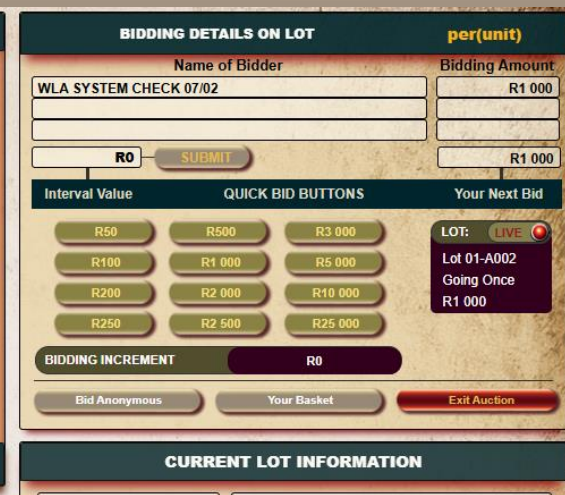 BIDDING DETAILS ON LOT per(unit)
Name of Bidder Bidding Amount
WLA SYSTEM CHECK 07/02 R1 000
R0 SUBMIT R1 000
Interval Value QUICK BID BUTTONS Your Next Bid
R50 R500 R3 000 LOT: LIVE
R100 R1 000 R5 000 Lot 01-A002
Going Once
R200 R2 000 R10 000 R1 000
R250 R2 500 R25 000
BIDDING INCREMENT R0
Bid Anonymous Your Basket Exit Auction
CURRENT LOT INFORMATION